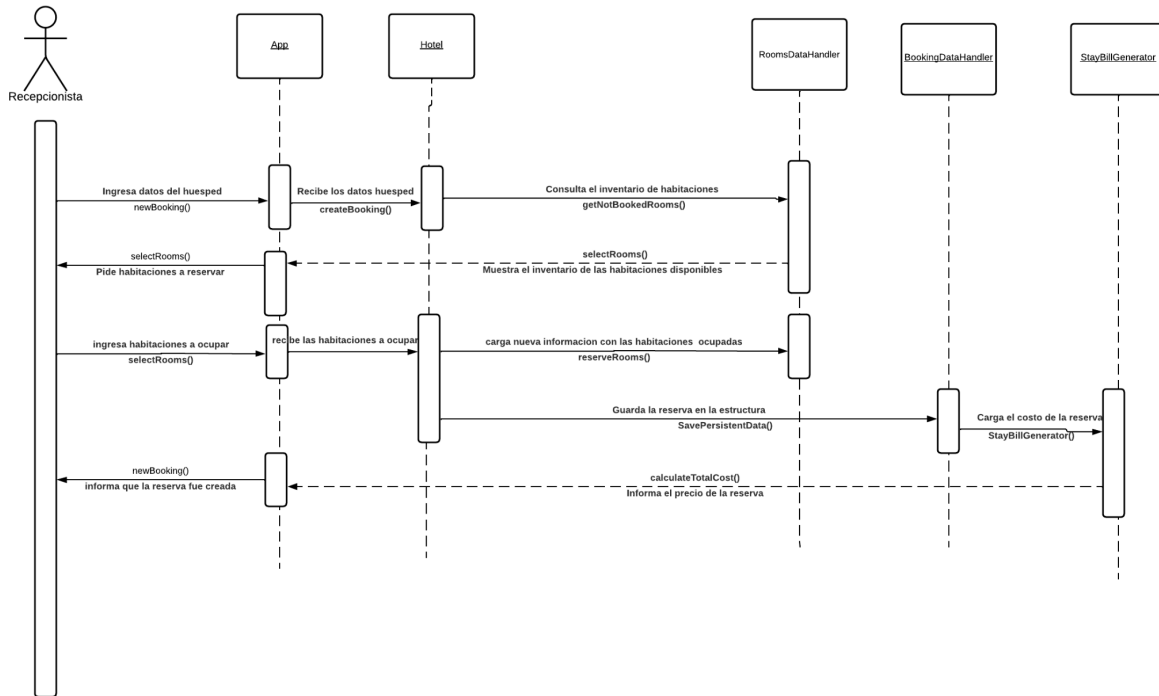 App
Hotel
RoomsDataHandler
BookingDataHandler
StayBillGenerator
Recepcionista
Ingresa datos del huesped
newBooking()
Recibe los datos huesped
createBooking()
Consulta el inventario de habitaciones
getNotBookedRooms()
selectRooms()
Pide habitaciones a reservar
selectRooms()
Muestra el inventario de las habitaciones disponibles
ingresa habitaciones a ocupar
selectRooms()
recibe las habitaciones a ocupar
carga nueva informacion con las habitaciones ocupadas
reserveRooms()
Guarda la reserva en la estructura
SavePersistentData()
Carga el costo de la reserva
StayBillGenerator()
newBooking()
informa que la reserva fue creada
calculateTotalCost()
Informa el precio de la reserva